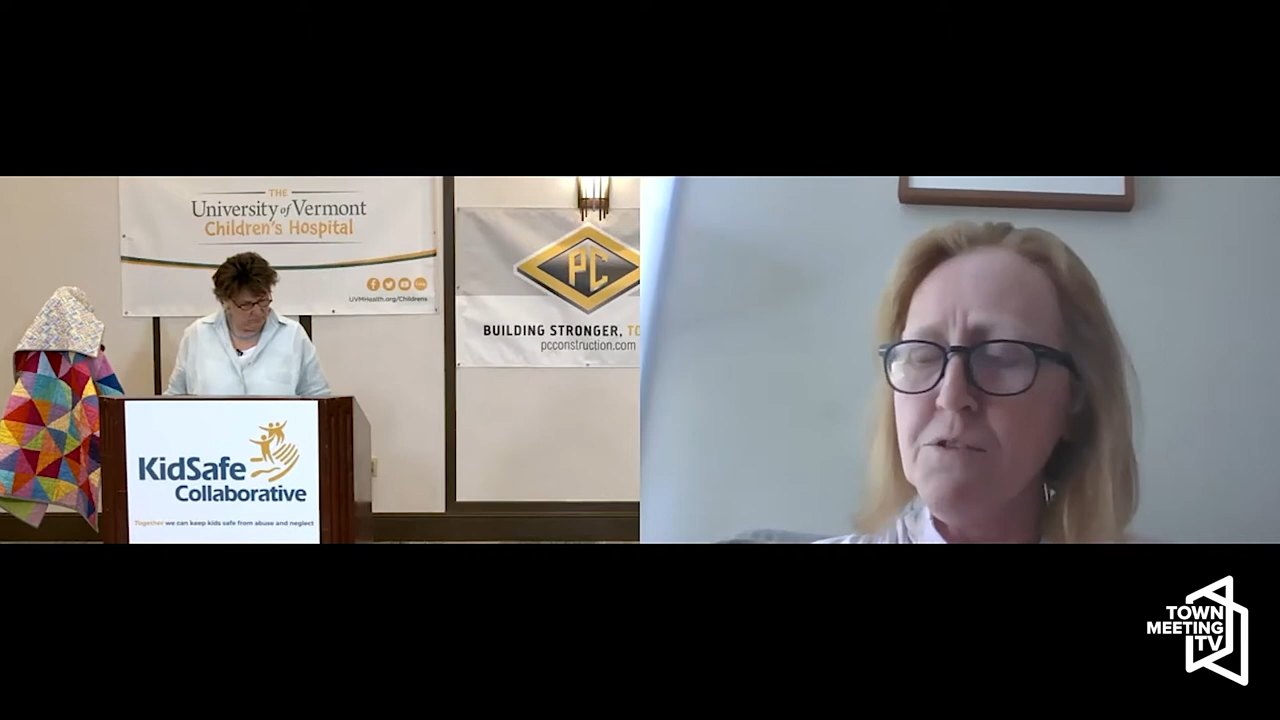 THE
University of Vermont
Children's Hospital
UVMHealth.org/Childrens
PC
BUILDING STRONGER, TO
pcconstruction.com
KidSafe
Collaborative
Together we can keep kids safe from abuse and neglect
TOWN
MEETING
TV